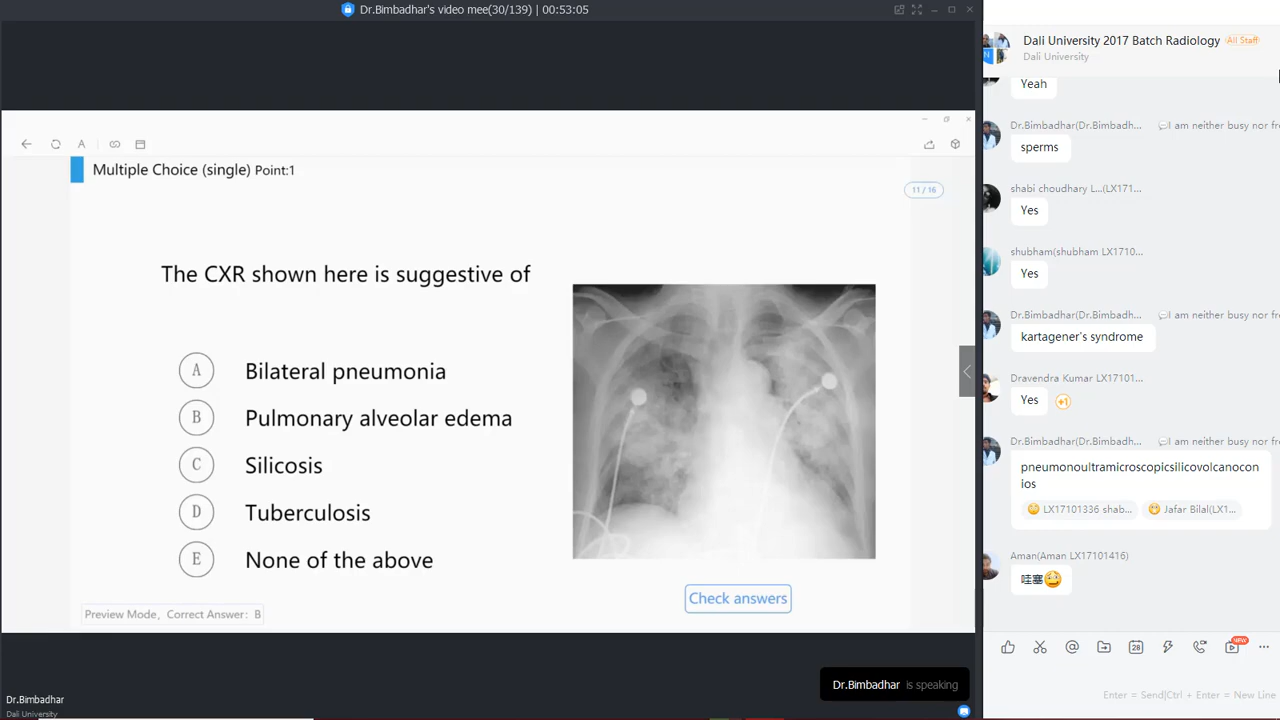 Dr.Bimbadhar's video mee(30/139) | 00:53:05
Multiple Choice (single) Point:1
11 / 16
The CXR shown here is suggestive of
A Bilateral pneumonia
B Pulmonary alveolar edema
C Silicosis
D Tuberculosis
E None of the above
Check answers
Preview Mode, Correct Answer: B
Dr.Bimbadhar is speaking
Dr.Bimbadhar
Dali University
Dali University 2017 Batch Radiology All Staff
Dali University
Yeah
Dr.Bimbadhar(Dr.Bimbadh... I am neither busy nor fre
sperms
shabi choudhary L...(LX171...
Yes
shubham(shubham LX1710...
Yes
Dr.Bimbadhar(Dr.Bimbadh... I am neither busy nor fre
kartagener's syndrome
Dravendra Kumar LX17101...
Yes +1
Dr.Bimbadhar(Dr.Bimbadh... I am neither busy nor fre
pneumonoultramicroscopicsilicovolcanocon
ios
LX17101336 shab... Jafar Bilal(LX1...
Aman(Aman LX17101416)
哇塞
28
NEW
Enter = Send(Ctrl + Enter = New Line